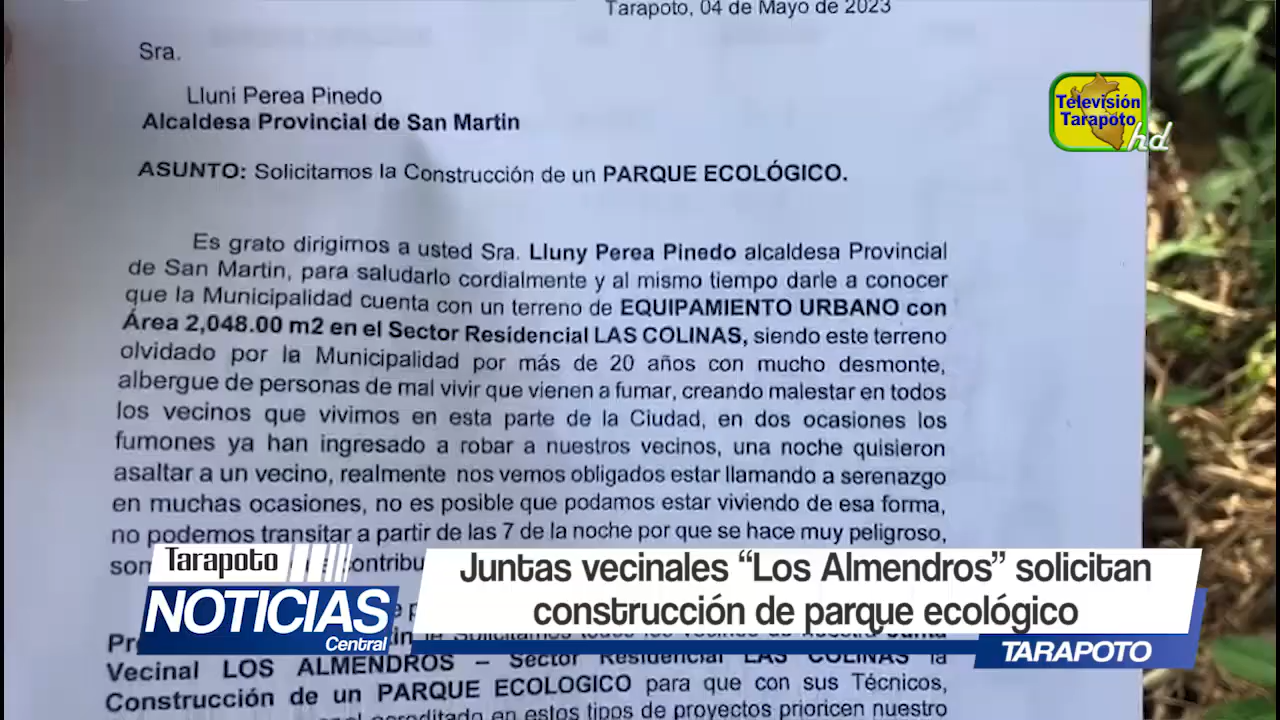 Tarapoto, 04 de Mayo de 2023
Sra.
Lluni Perea Pinedo
Alcaldesa Provincial de San Martin
ASUNTO: Solicitamos la Construcción de un PARQUE ECOLÓGICO.
Es grato dirigirnos a usted Sra. Lluny Perea Pinedo alcaldesa Provincial
de San Martin, para saludarlo cordialmente y al mismo tiempo darle a conocer
que la Municipalidad cuenta con un terreno de EQUIPAMIENTO URBANO con
Área 2,048.00 m2 en el Sector Residencial LAS COLINAS, siendo este terreno
olvidado por la Municipalidad por más de 20 años con mucho desmonte,
albergue de personas de mal vivir que vienen a fumar, creando malestar en todos
los vecinos que vivimos en esta parte de la Ciudad, en dos ocasiones los
fumones ya han ingresado a robar a nuestros vecinos, una noche quisieron
asaltar a un vecino, realmente nos vemos obligados estar llamando a serenazgo
en muchas ocasiones, no es posible que podamos estar viviendo de esa forma,
no podemos transitar a partir de las 7 de la noche por que se hace muy peligroso,
Vecinal LOS ALMENDROS – Sector Residencial LAS COLINAS la
Construcción de un PARQUE ECOLOGICO para que con sus Técnicos,
en estos tipos de proyectos prioricen nuestro
Televisión
Tarapoto
hd
Tarapoto
NOTICIAS
Central
Juntas vecinales “Los Almendros” solicitan
construcción de parque ecológico
TARAPOTO